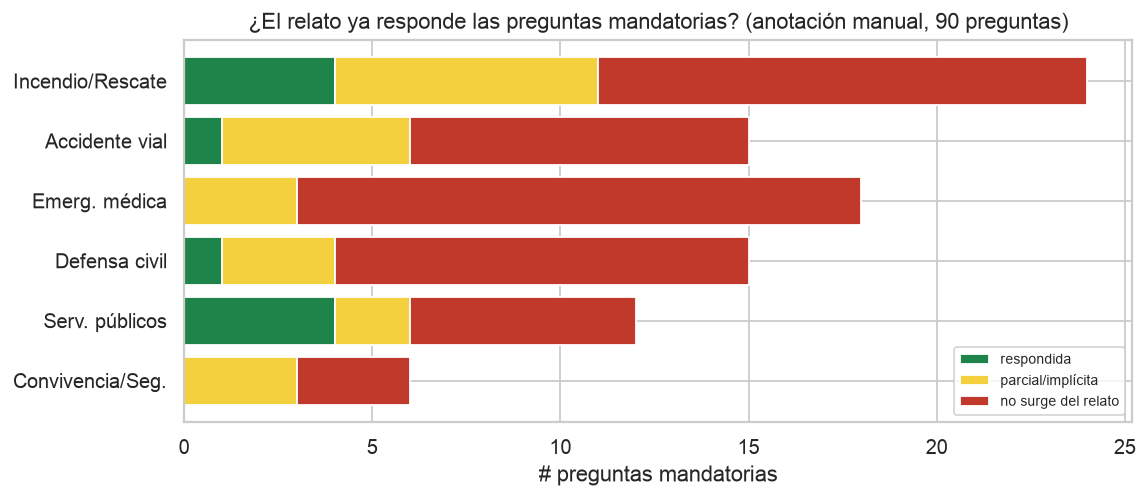 ¿El relato ya responde las preguntas mandatorias? (anotación manual, 90 preguntas)
Incendio/Rescate
Accidente vial
Emerg. médica
Defensa civil
Serv. públicos
Convivencia/Seg.
respondida
parcial/implícita
no surge del relato
0 5 10 15 20 25
# preguntas mandatorias